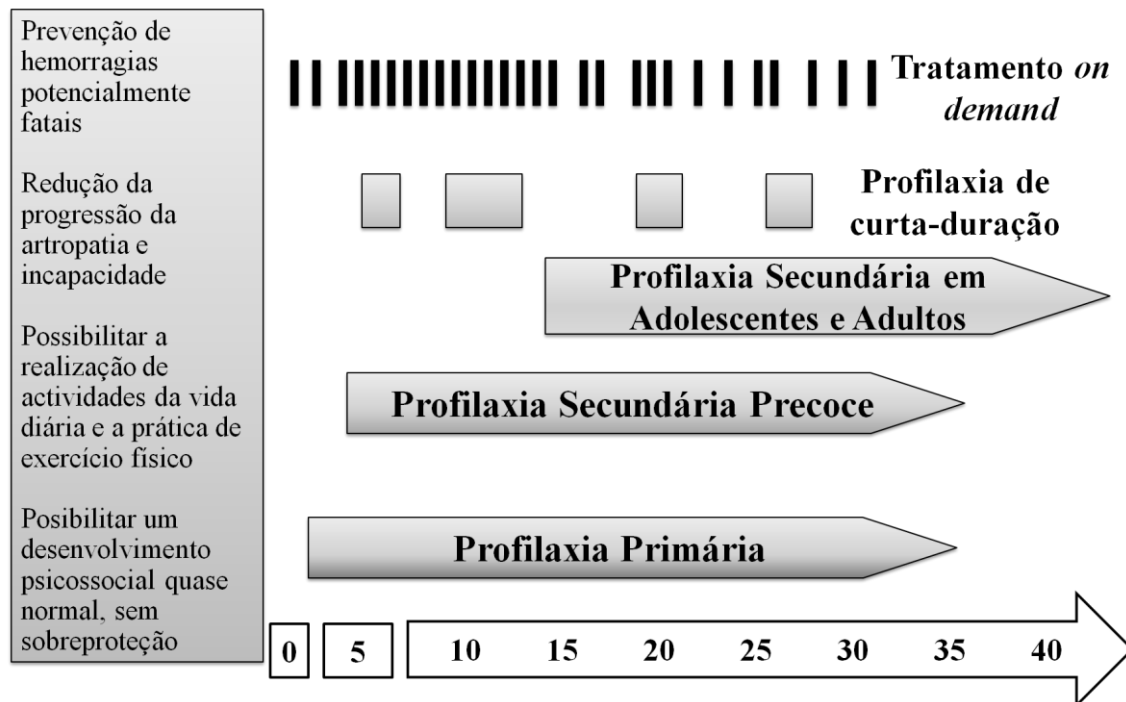 Prevenção de
hemorragias
potencialmente
fatais
Redução da
progressão da
artropatia e
incapacidade
Possibilitar a
realização de
actividades da vida
diária e a prática de
exercício físico
Posibilitar um
desenvolvimento
psicossocial quase
normal, sem
sobreproteção
Tratamento on
demand
Profilaxia de
curta-duração
Profilaxia Secundária em
Adolescentes e Adultos
Profilaxia Secundária Precoce
Profilaxia Primária
0 5 10 15 20 25 30 35 40